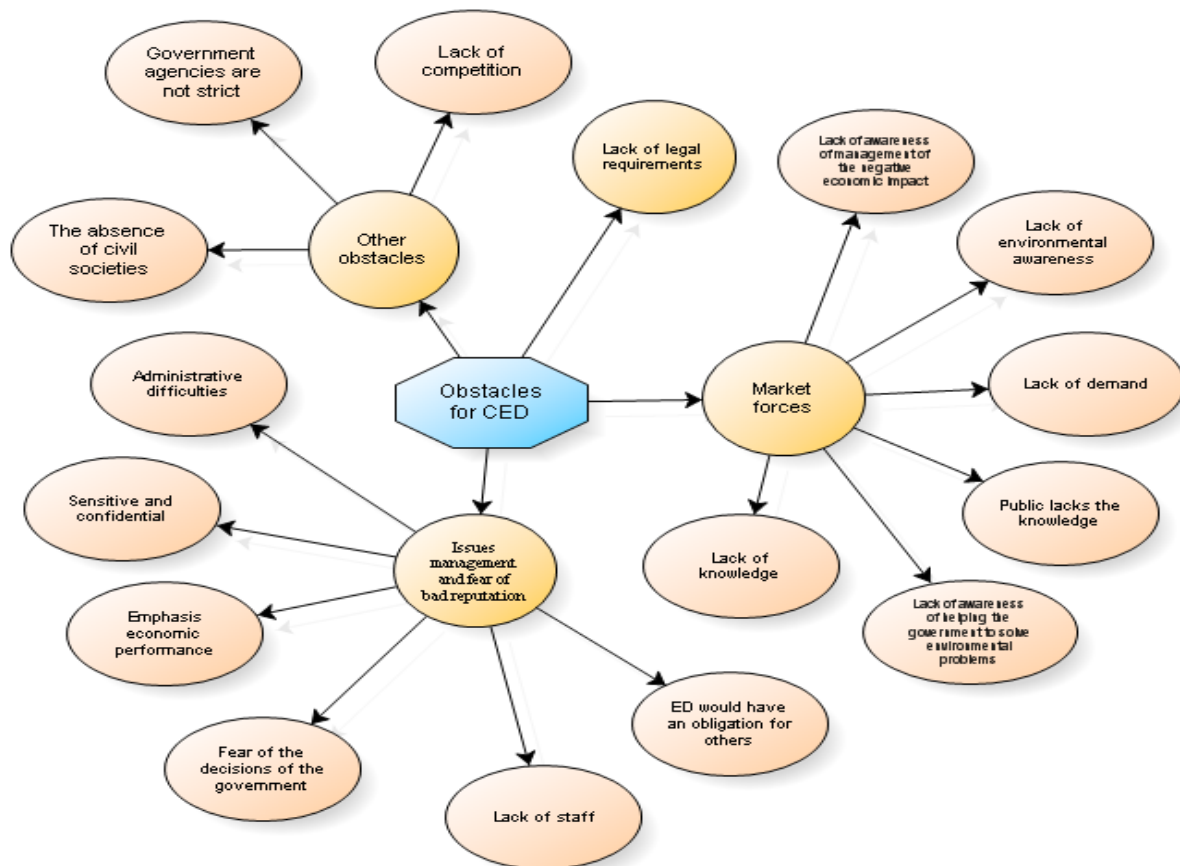 Government
agencies are
not strict
Lack of
competition
Lack of legal
requirements
Lack of awareness
of management of
the negative
economic impact
The absence
of civil
societies
Other
obstacles
Lack of
environmental
awareness
Administrative
difficulties
Obstacles
for CED
Market
forces
Lack of demand
Sensitive and
confidential
Public lacks the
knowledge
Issues
management
and fear of
bad reputation
Lack of
knowledge
Emphasis
economic
performance
Lack of awareness
of helping the
government to solve
environmental
problems
ED would have
an obligation for
others
Fear of the
decisions of the
government
Lack of staff